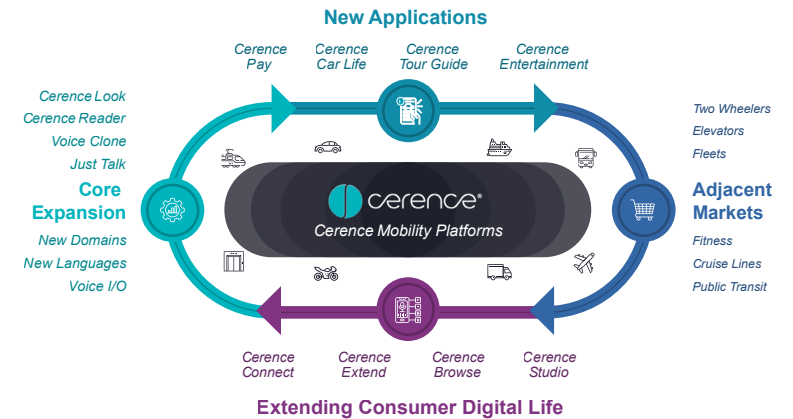 New Applications
Cerence Pay
Cerence Car Life
Cerence Tour Guide
Cerence Entertainment
Cerence Look
Cerence Reader
Voice Clone
Just Talk
Core Expansion
New Domains
New Languages
Voice I/O
cerence®
Cerence Mobility Platforms
Two Wheelers
Elevators
Fleets
Adjacent Markets
Fitness
Cruise Lines
Public Transit
Cerence Connect
Cerence Extend
Cerence Browse
Cerence Studio
Extending Consumer Digital Life